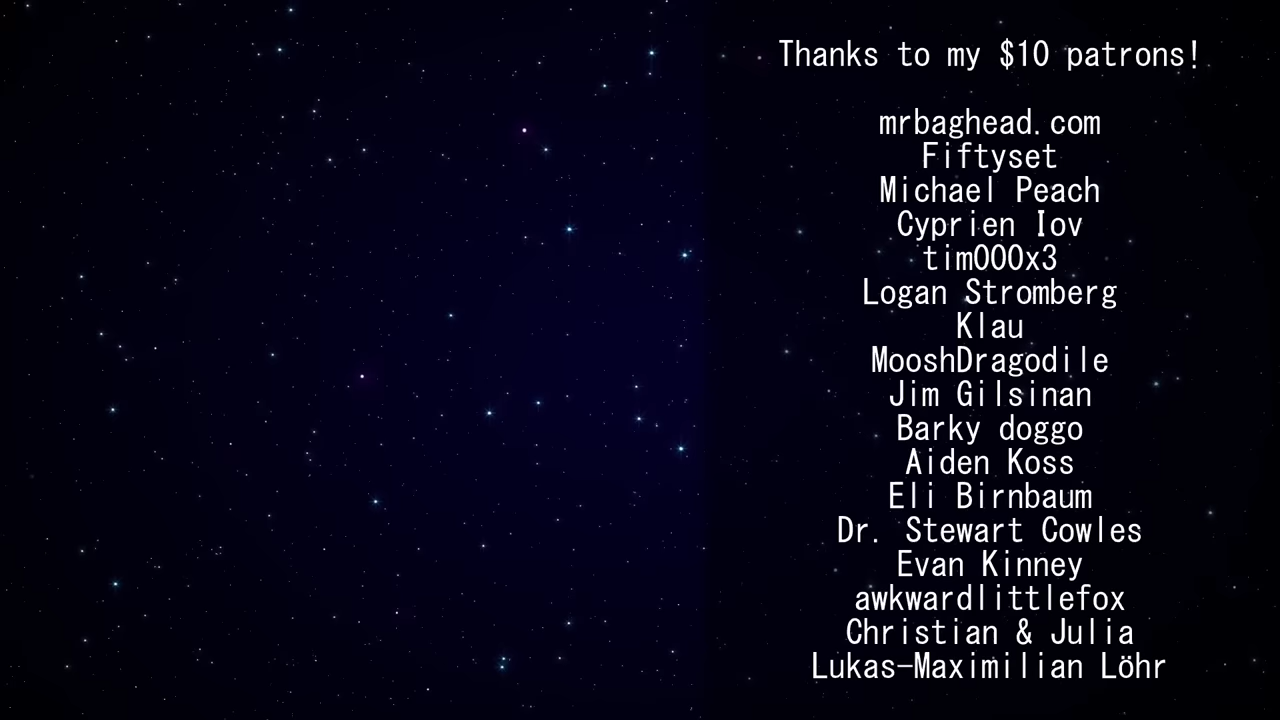 Thanks to my $10 patrons!
mrbaghead.com
Fiftyset
Michael Peach
Cyprien Iov
tim000x3
Logan Stromberg
Klau
MooshDragodile
Jim Gilsinan
Barky doggo
Aiden Koss
Eli Birnbaum
Dr. Stewart Cowles
Evan Kinney
awkwardlittlefox
Christian & Julia
Lukas-Maximilian Löhr